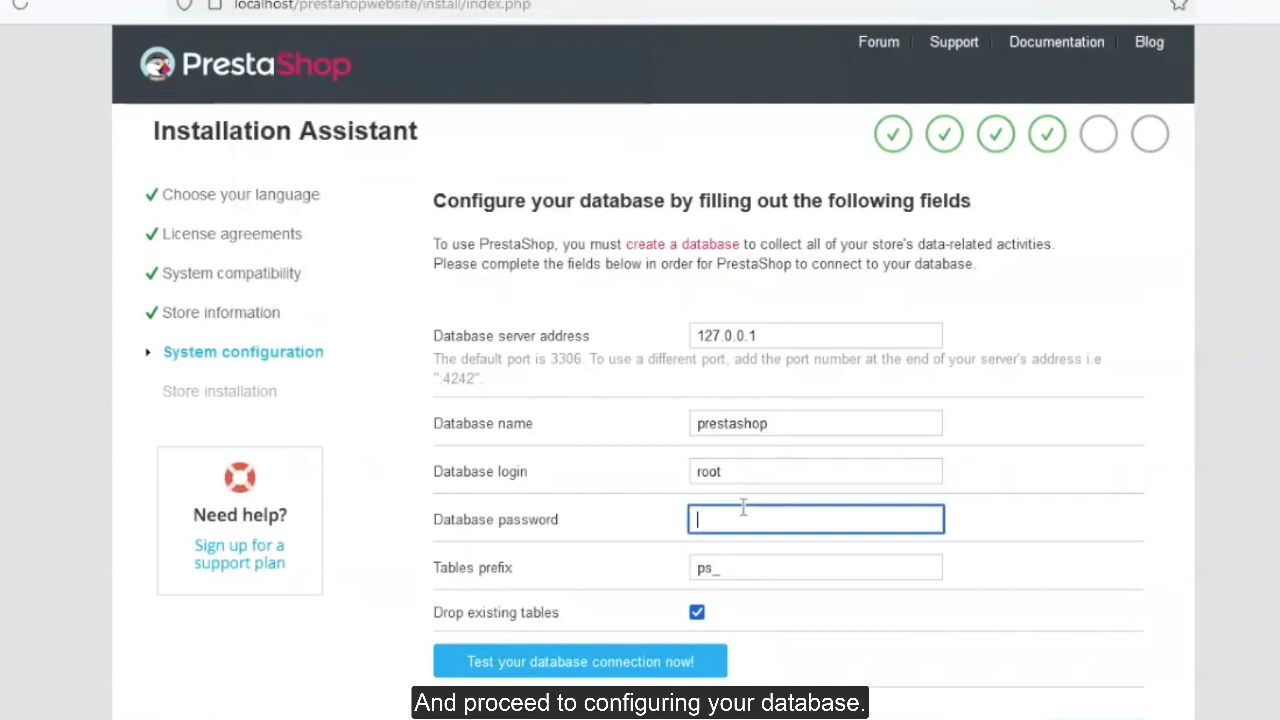 localhost/prestahopwebsite/install/index.php
PrestaShop
Forum
Support
Documentation
Blog
Installation Assistant
Choose your language
License agreements
System compatibility
Store information
System configuration
Store installation
Need help?
Sign up for a
support plan
Configure your database by filling out the following fields
To use PrestaShop, you must create a database to collect all of your store's data-related activities.
Please complete the fields below in order for PrestaShop to connect to your database.
Database server address
127.0.0.1
The default port is 3306. To use a different port, add the port number at the end of your server's address i.e
":4242".
Database name
prestashop
Database login
root
Database password
Tables prefix
ps_
Drop existing tables
Test your database connection now!
And proceed to configuring your database.